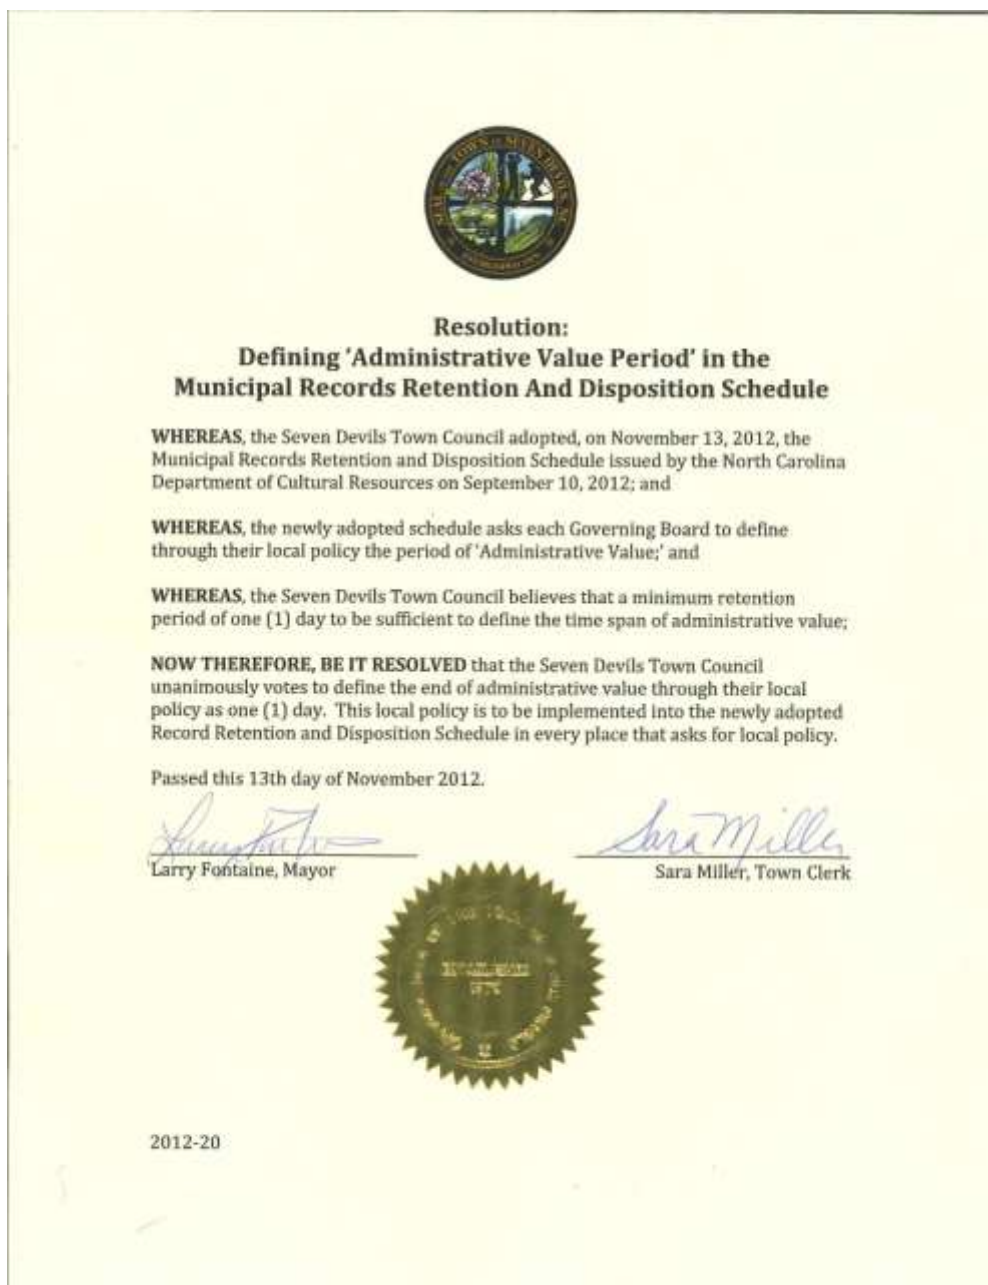 SEAL OF THE TOWN OF SEVEN DEVILS, NC
Resolution:
Defining 'Administrative Value Period' in the
Municipal Records Retention And Disposition Schedule
WHEREAS, the Seven Devils Town Council adopted, on November 13, 2012, the
Municipal Records Retention and Disposition Schedule issued by the North Carolina
Department of Cultural Resources on September 10, 2012; and
WHEREAS, the newly adopted schedule asks each Governing Board to define
through their local policy the period of 'Administrative Value;' and
WHEREAS, the Seven Devils Town Council believes that a minimum retention
period of one (1) day to be sufficient to define the time span of administrative value;
NOW THEREFORE, BE IT RESOLVED that the Seven Devils Town Council
unanimously votes to define the end of administrative value through their local
policy as one (1) day. This local policy is to be implemented into the newly adopted
Record Retention and Disposition Schedule in every place that asks for local policy.
Passed this 13th day of November 2012.
Sara Miller
Larry Fontaine, Mayor
Sara Miller, Town Clerk
2012-20